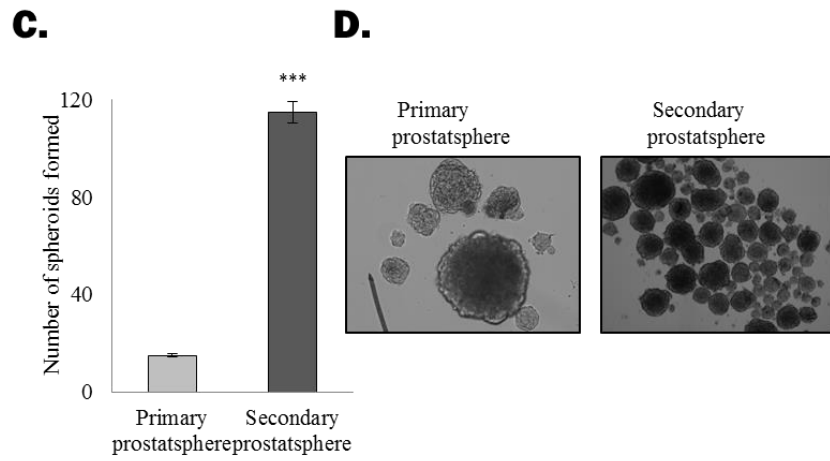 C.
D.
***
Number of spheroids formed
120
80
40
0
Primary
prostatsphere
Secondary
prostatsphere
Primary
prostatsphere
Secondary
prostatsphere